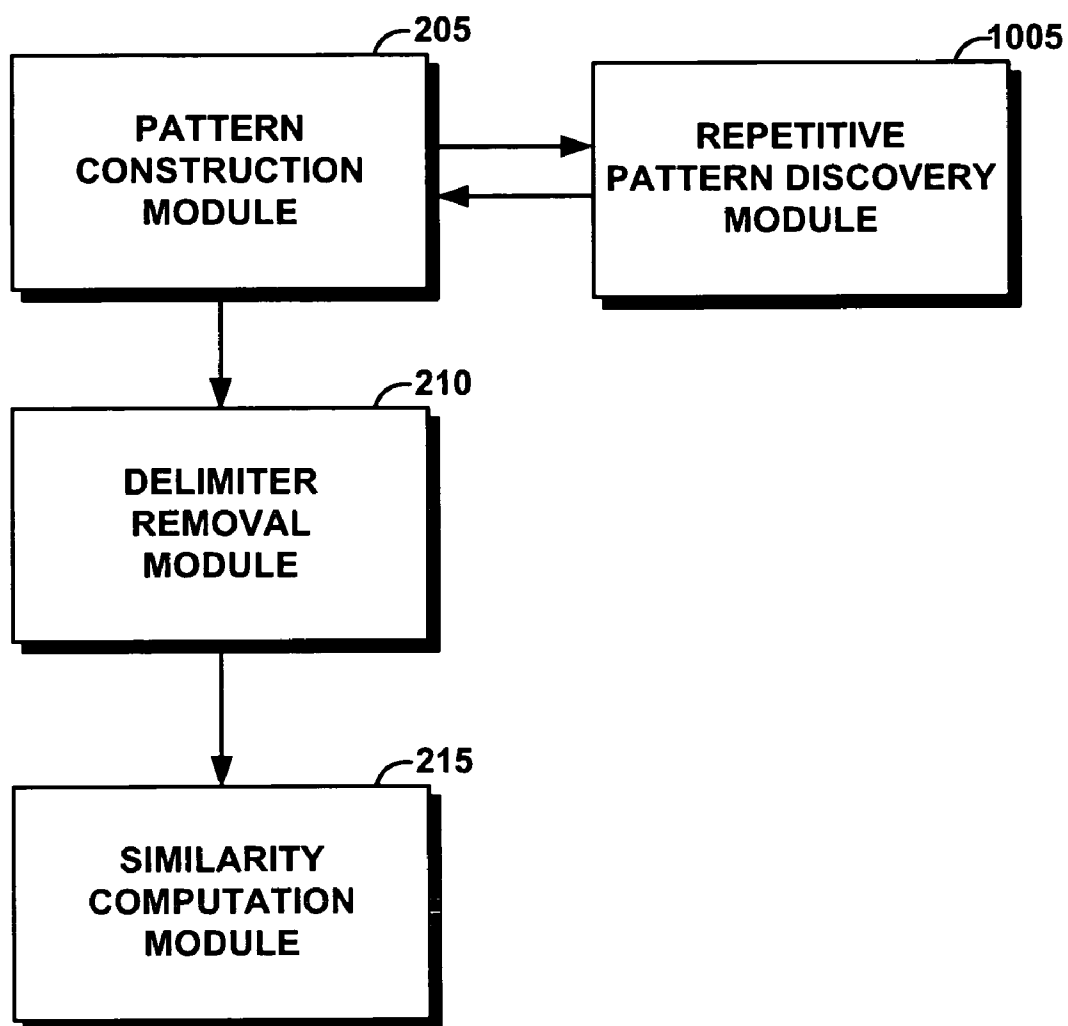 205
PATTERN
CONSTRUCTION
MODULE
1005
REPETITIVE
PATTERN DISCOVERY
MODULE
210
DELIMITER
REMOVAL
MODULE
215
SIMILARITY
COMPUTATION
MODULE